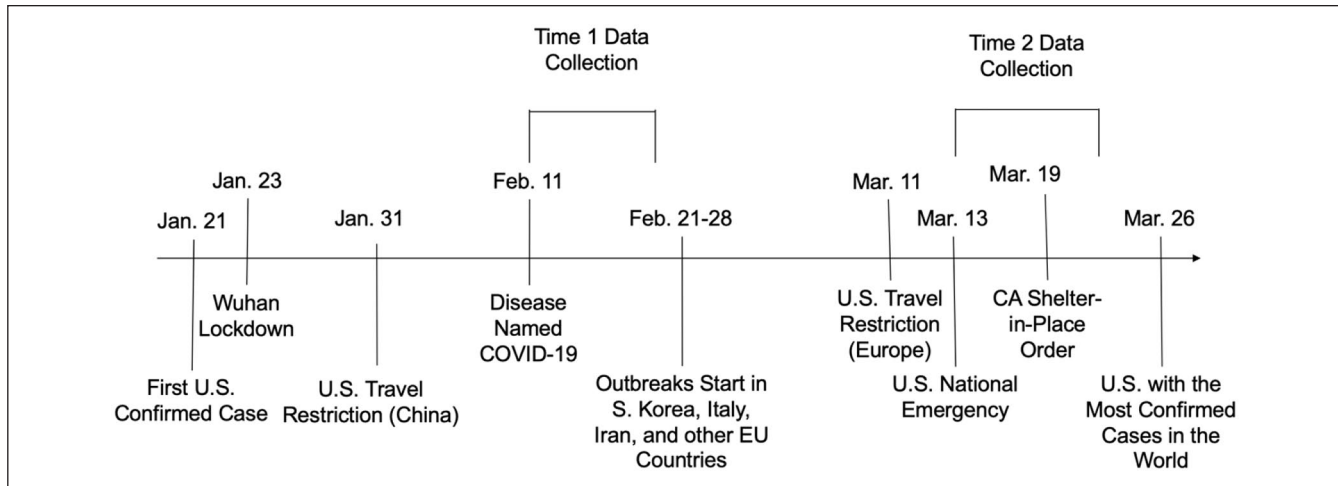 Time 1 Data
Collection
Time 2 Data
Collection
Jan. 23
Feb. 11
Mar. 11
Mar. 19
Jan. 21
Jan. 31
Feb. 21-28
Mar. 13
Mar. 26
Wuhan
Lockdown
Disease
Named
COVID-19
U.S. Travel
Restriction
(Europe)
CA Shelter-
in-Place
Order
First U.S.
Confirmed Case
U.S. Travel
Restriction (China)
Outbreaks Start in
S. Korea, Italy,
Iran, and other EU
Countries
U.S. National
Emergency
U.S. with the
Most Confirmed
Cases in the
World